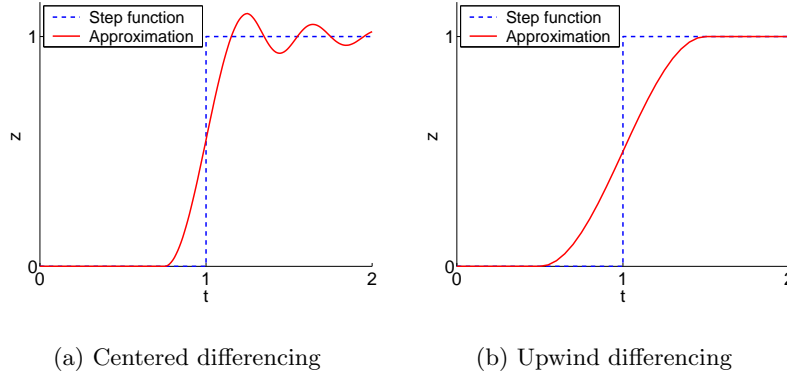 Step function
Approximation
1
z
0
0
1
2
t
(a) Centered differencing
Step function
Approximation
1
z
0
0
1
2
t
(b) Upwind differencing